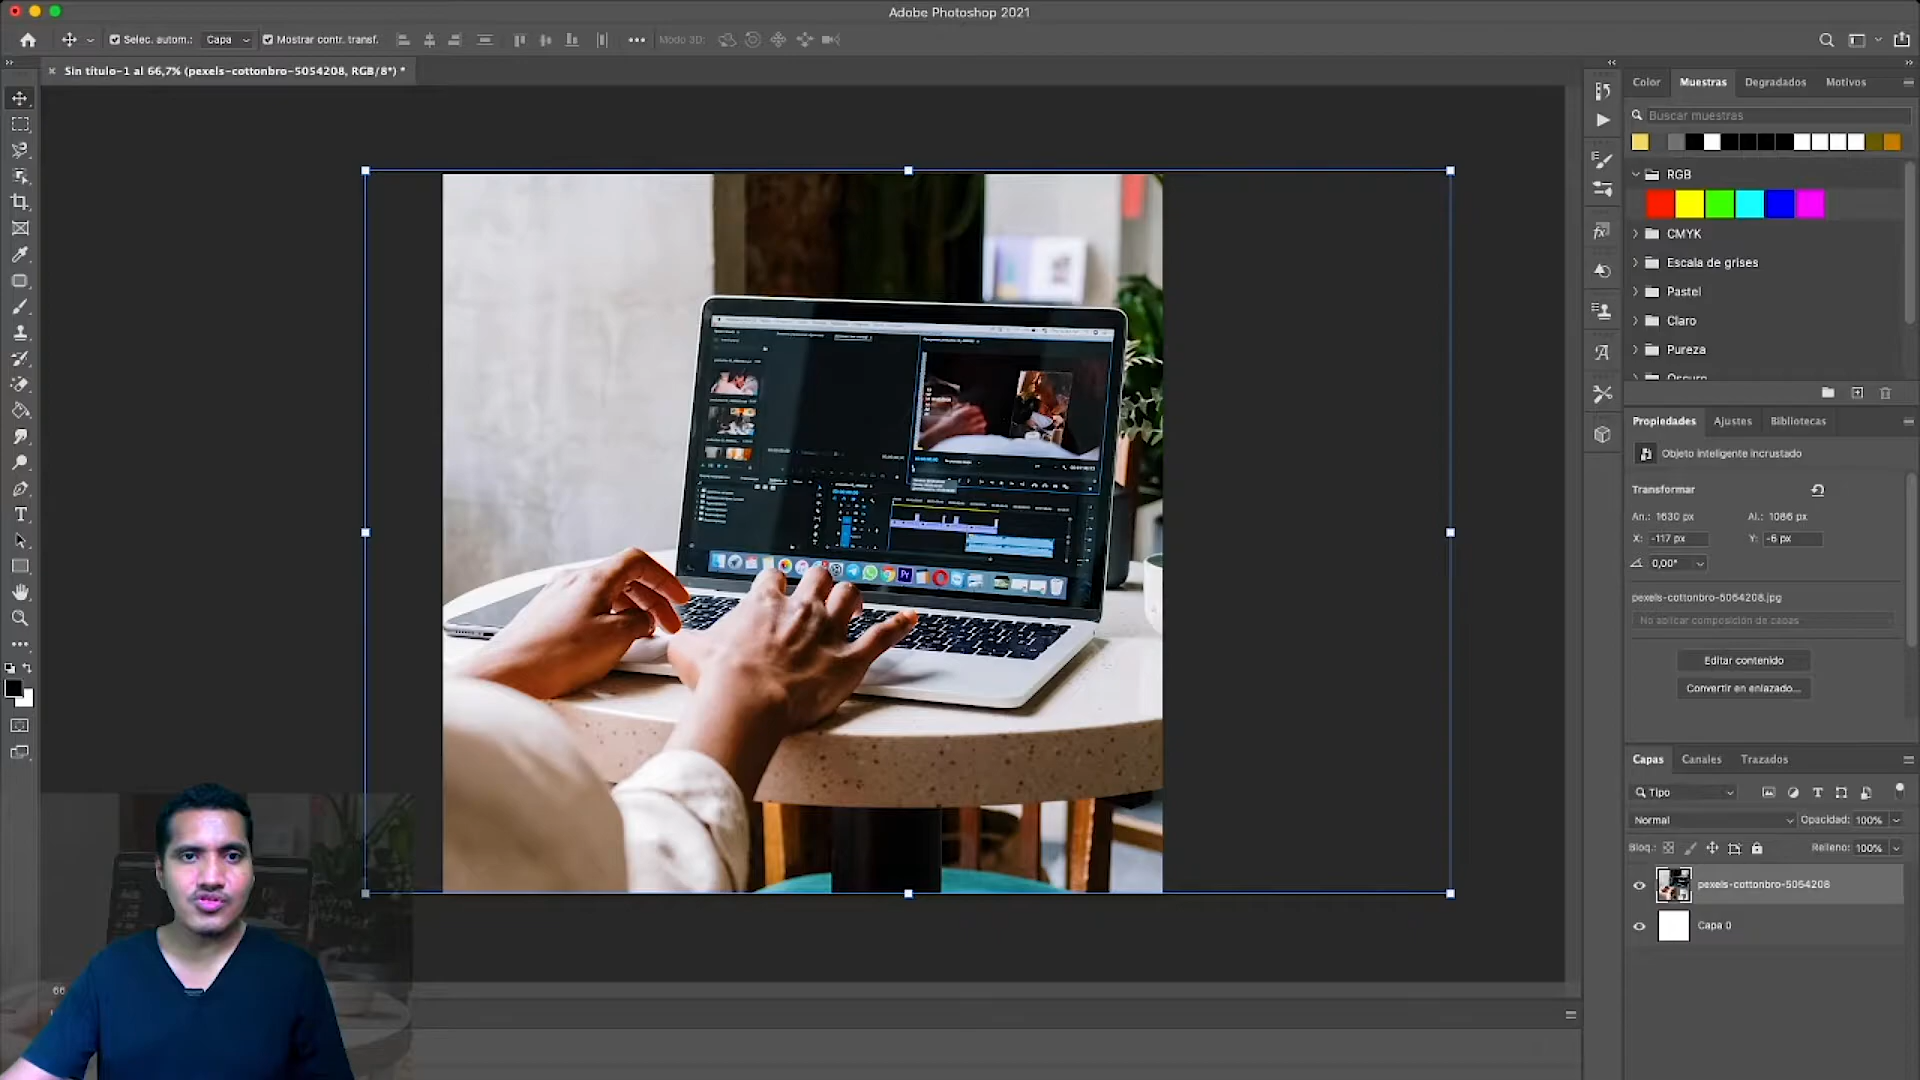 Adobe Photoshop 2021
Selec. autom.:
Capa
Mostrar contr. transf.
Modo 3D:
Sin título-1 al 66,7% (pexels-cottonbro-5054208, RGB/8*) *
Color
Muestras
Degradados
Motivos
Buscar muestras
RGB
CMYK
Escala de grises
Pastel
Claro
Pureza
Oscuro
Propiedades
Ajustes
Bibliotecas
Objeto inteligente incrustado
Transformar
An.: 1630 px
Al.: 1086 px
X: -117 px
Y: -6 px
0,00°
pexels-cottonbro-5054208.jpg
No aplicar composición de capas
Editar contenido
Convertir en enlazado...
Capas
Canales
Trazados
Tipo
Normal
Opacidad: 100%
Bloq.:
Relleno: 100%
pexels-cottonbro-5054208
Capa 0
66